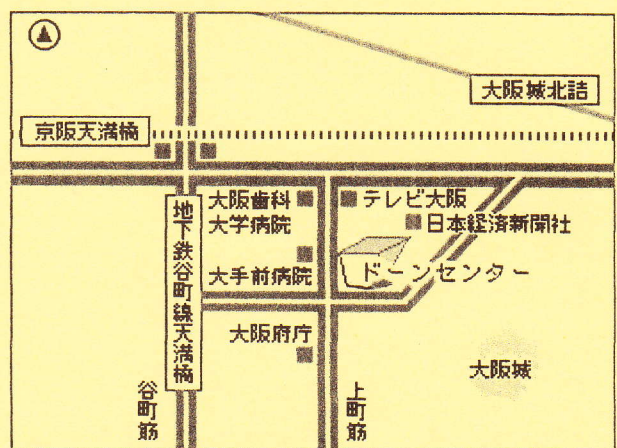 大阪城北詰
京阪天満橋
地下鉄谷町線天満橋
大阪歯科
大学病院
テレビ大阪
日本経済新聞社
大手前病院
ドーンセンター
大阪府庁
大阪城
谷町筋
上町筋